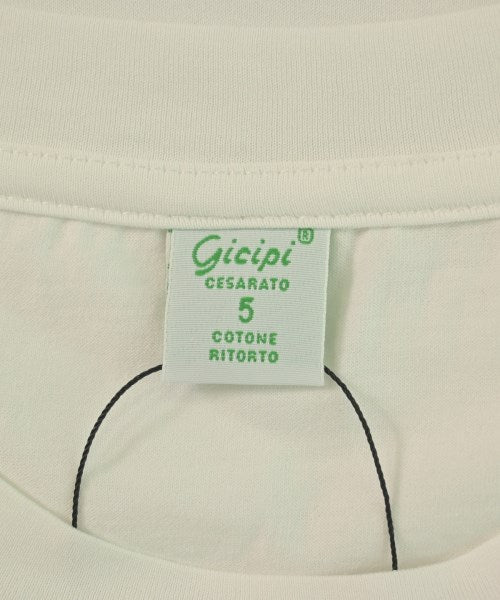 Gicipi®
CESARATO
5
COTONE
RITORTO